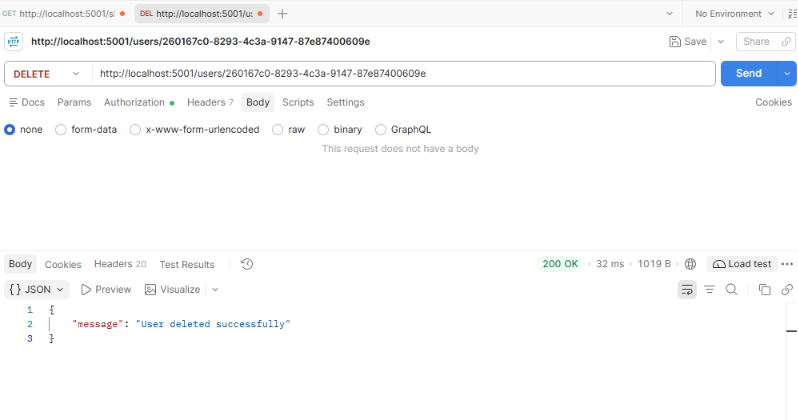 GET http://localhost:5001/s
DEL http://localhost:5001/us
No Environment
HTTP http://localhost:5001/users/260167c0-8293-4c3a-9147-87e87400609e Save Share
DELETE http://localhost:5001/users/260167c0-8293-4c3a-9147-87e87400609e Send
Docs Params Authorization Headers 7 Body Scripts Settings Cookies
none form-data x-www-form-urlencoded raw binary GraphQL
This request does not have a body
Body Cookies Headers 20 Test Results 200 OK • 32 ms • 1019 B • Load test
{} JSON Preview Visualize
1 {
2 "message": "User deleted successfully"
3 }